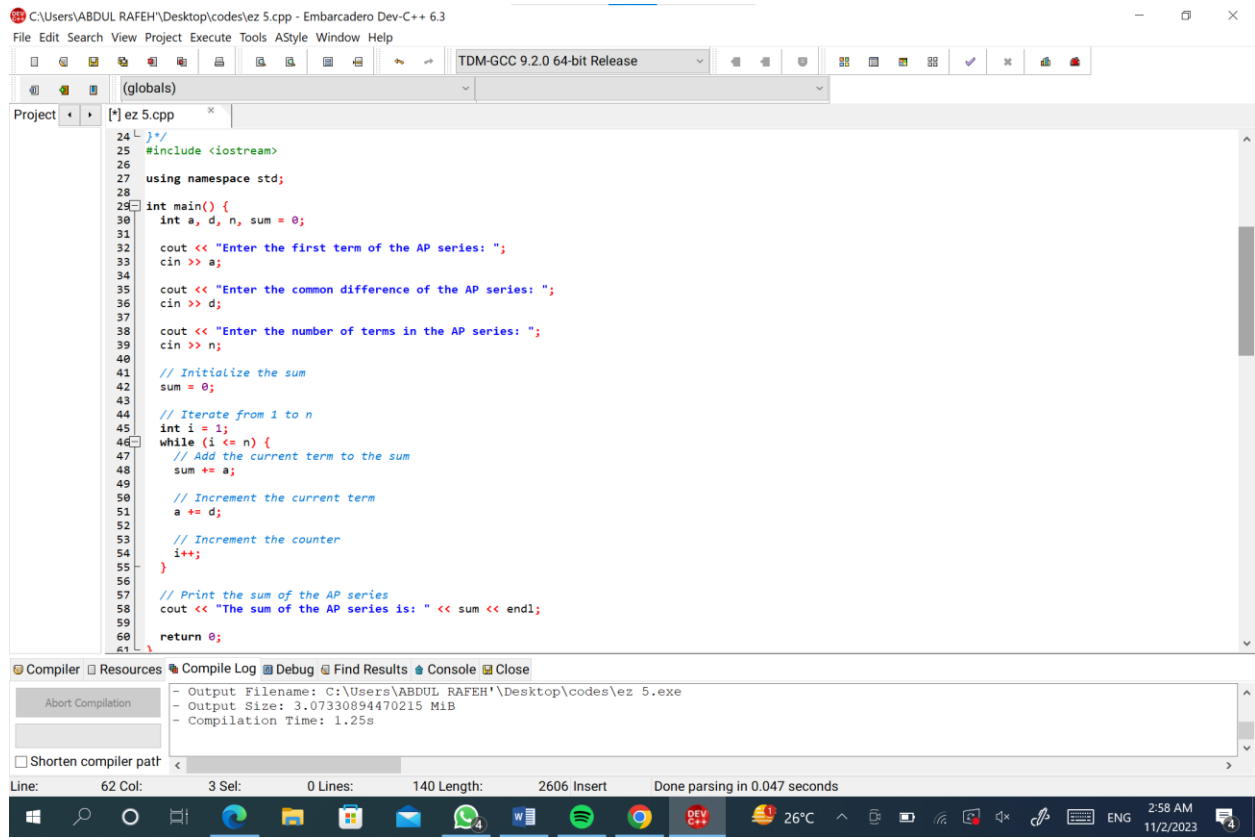 C:\Users\ABDUL RAFEH'\Desktop\codes\ez 5.cpp - Embarcadero Dev-C++ 6.3
File Edit Search View Project Execute Tools AStyle Window Help
TDM-GCC 9.2.0 64-bit Release
(globals)
Project [*] ez 5.cpp
24 }*/
25 #include <iostream>
26
27 using namespace std;
28
29 int main() {
30 int a, d, n, sum = 0;
31
32 cout << "Enter the first term of the AP series: ";
33 cin >> a;
34
35 cout << "Enter the common difference of the AP series: ";
36 cin >> d;
37
38 cout << "Enter the number of terms in the AP series: ";
39 cin >> n;
40
41 // Initialize the sum
42 sum = 0;
43
44 // Iterate from 1 to n
45 int i = 1;
46 while (i <= n) {
47 // Add the current term to the sum
48 sum += a;
49
50 // Increment the current term
51 a += d;
52
53 // Increment the counter
54 i++;
55 }
56
57 // Print the sum of the AP series
58 cout << "The sum of the AP series is: " << sum << endl;
59
60 return 0;
61 }
Compiler Resources Compile Log Debug Find Results Console Close
Abort Compilation
- Output Filename: C:\Users\ABDUL RAFEH'\Desktop\codes\ez 5.exe
- Output Size: 3.07330894470215 MiB
- Compilation Time: 1.25s
Shorten compiler path
Line: 62 Col: 3 Sel: 0 Lines: 140 Length: 2606 Insert Done parsing in 0.047 seconds
4 W DEV C++ 1 26°C ENG 2:58 AM
11/2/2023 4